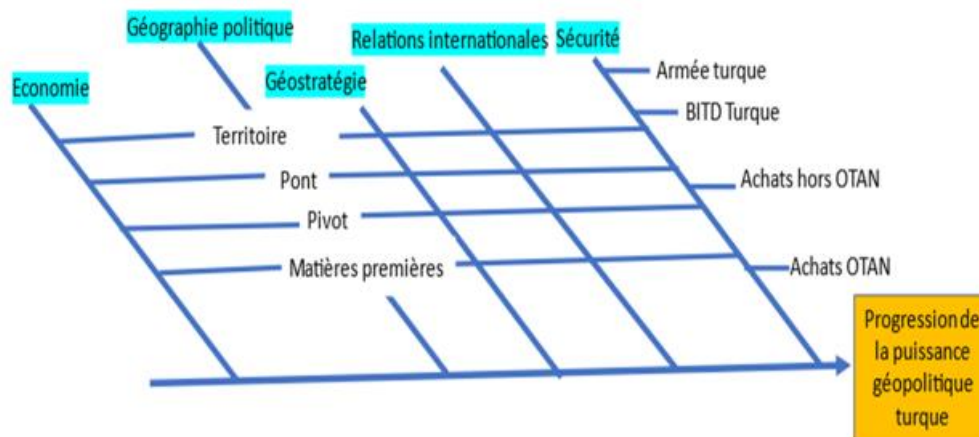 Géographie politique
Relations internationales
Sécurité
Economie
Géostratégie
Armée turque
BITD Turque
Territoire
Pont
Achats hors OTAN
Pivot
Matières premières
Achats OTAN
Progression de
la puissance
géopolitique
turque